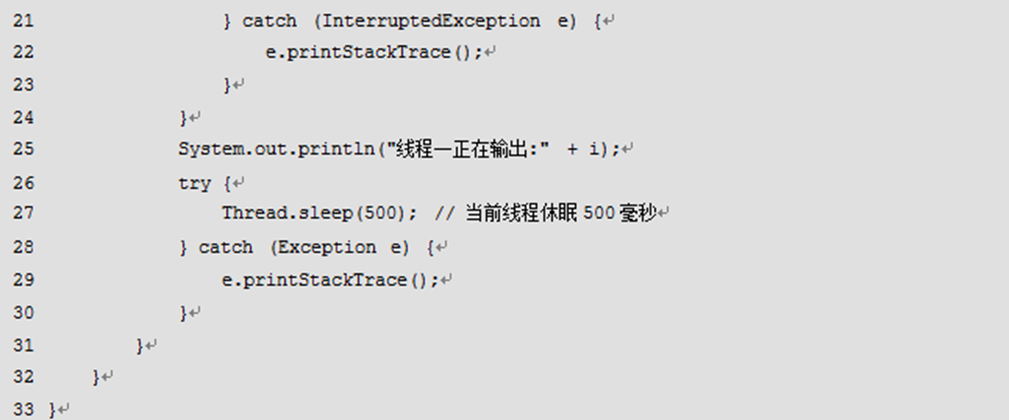 21 } catch (InterruptedException e) {↵
22 e.printStackTrace();↵
23 }↵
24 }↵
25 System.out.println("线程一正在输出:" + i);↵
26 try {↵
27 Thread.sleep(500); // 当前线程休眠 500 毫秒↵
28 } catch (Exception e) {↵
29 e.printStackTrace();↵
30 }↵
31 }↵
32 }↵
33 }↵